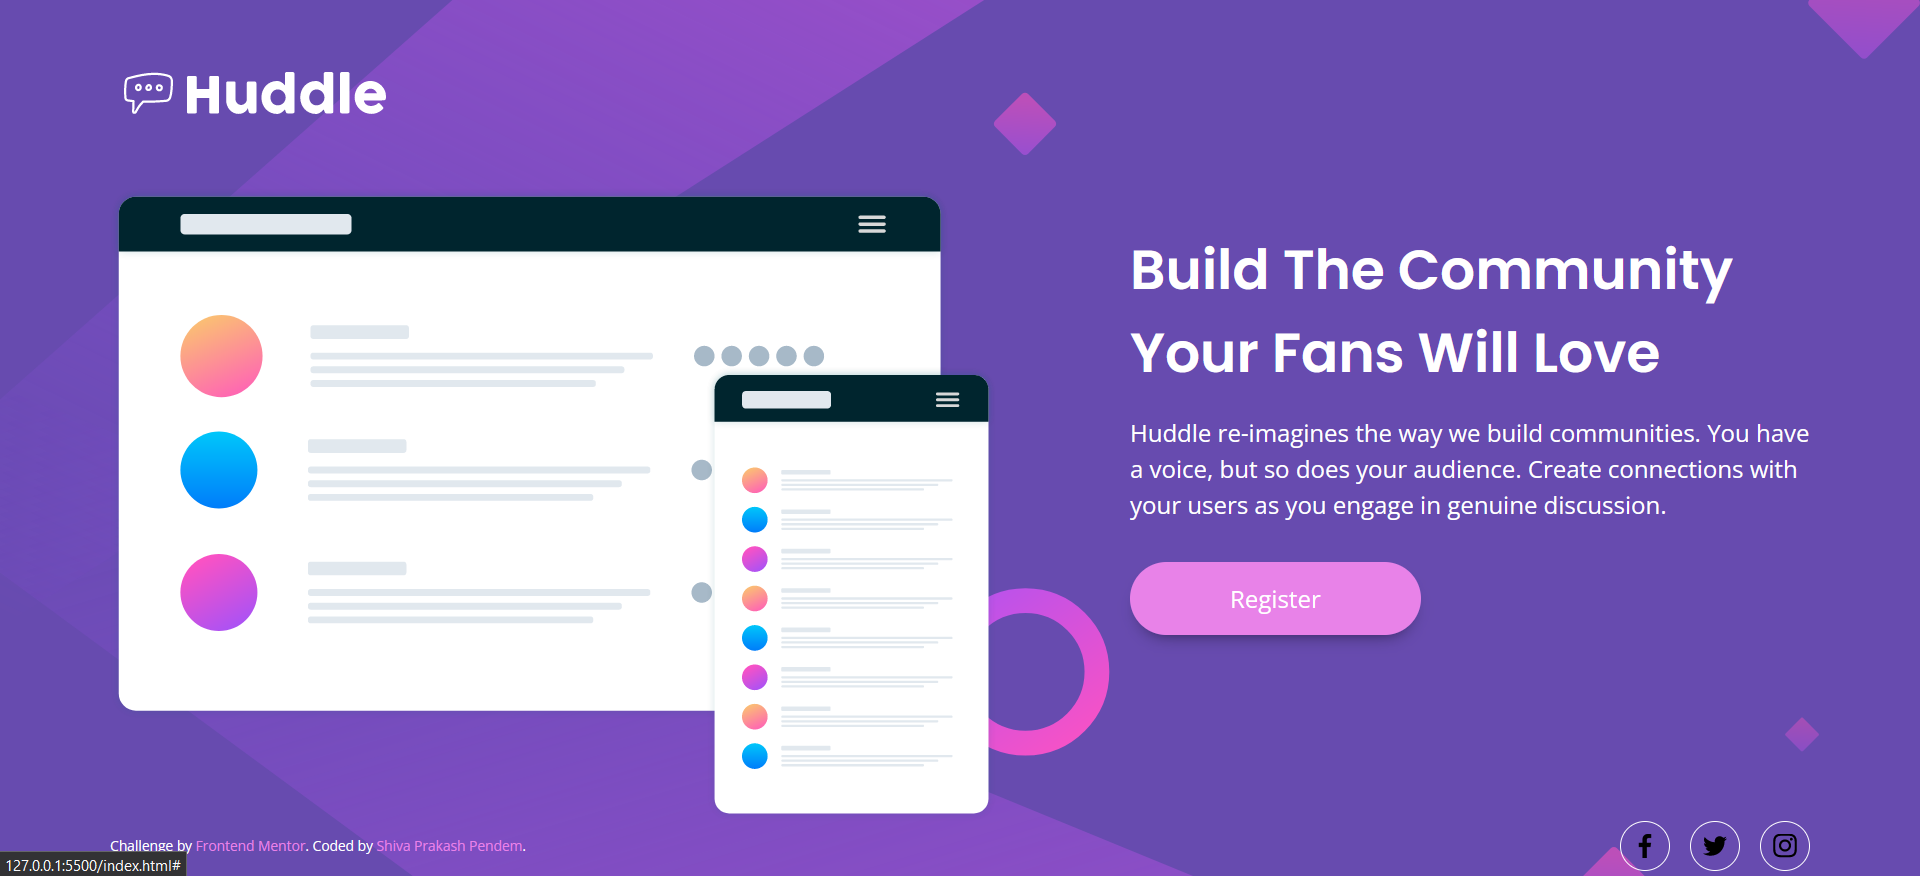 Huddle
Build The Community
Your Fans Will Love
Huddle re-imagines the way we build communities. You have
a voice, but so does your audience. Create connections with
your users as you engage in genuine discussion.
Register
Challenge by Frontend Mentor. Coded by Shiva Prakash Pendem.
127.0.0.1:5500/index.html#